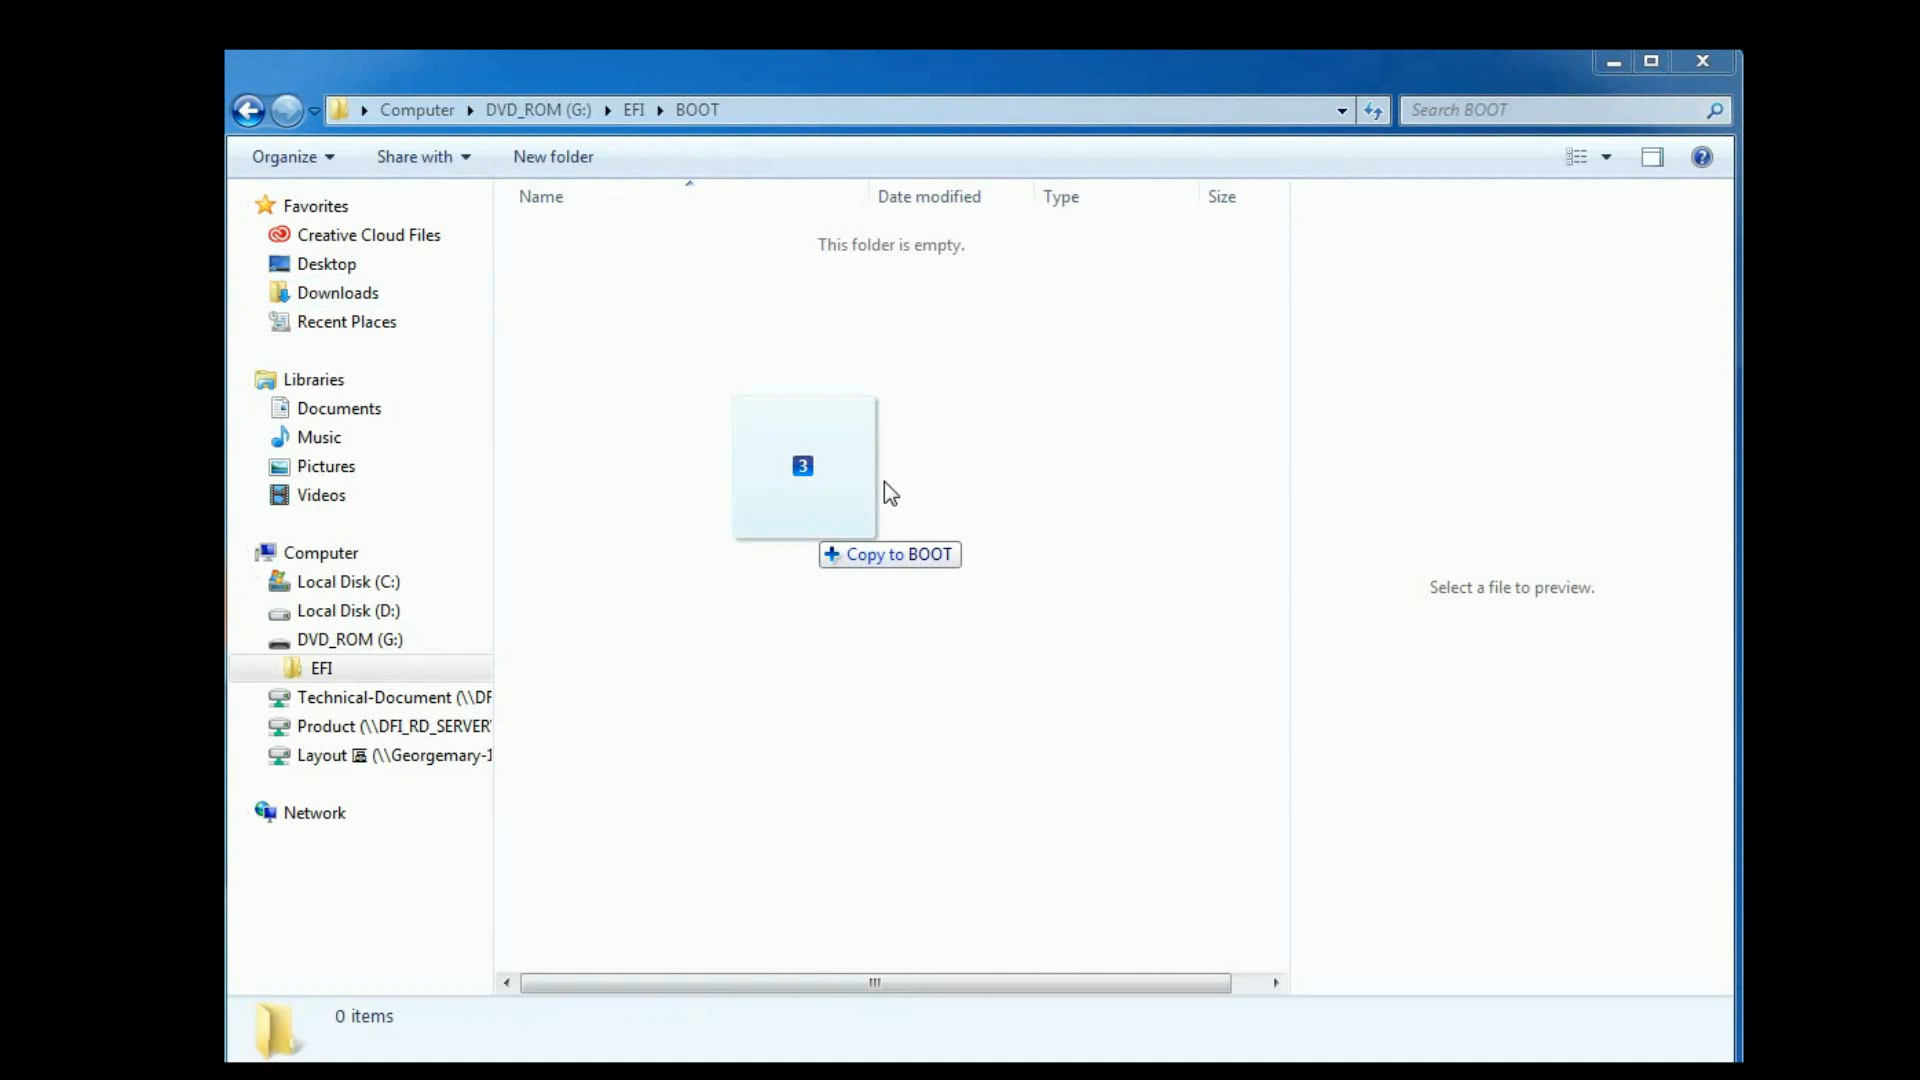 Computer DVD_ROM (G:) EFI BOOT
Search BOOT
Organize Share with New folder
Name Date modified Type Size
This folder is empty.
Favorites
Creative Cloud Files
Desktop
Downloads
Recent Places
Libraries
Documents
Music
Pictures
Videos
Computer
Local Disk (C:)
Local Disk (D:)
DVD_ROM (G:)
EFI
Technical-Document (\\DF
Product (\\DFI_RD_SERVER
Layout 區 (\\Georgemary-1
Network
3
Copy to BOOT
Select a file to preview.
0 items